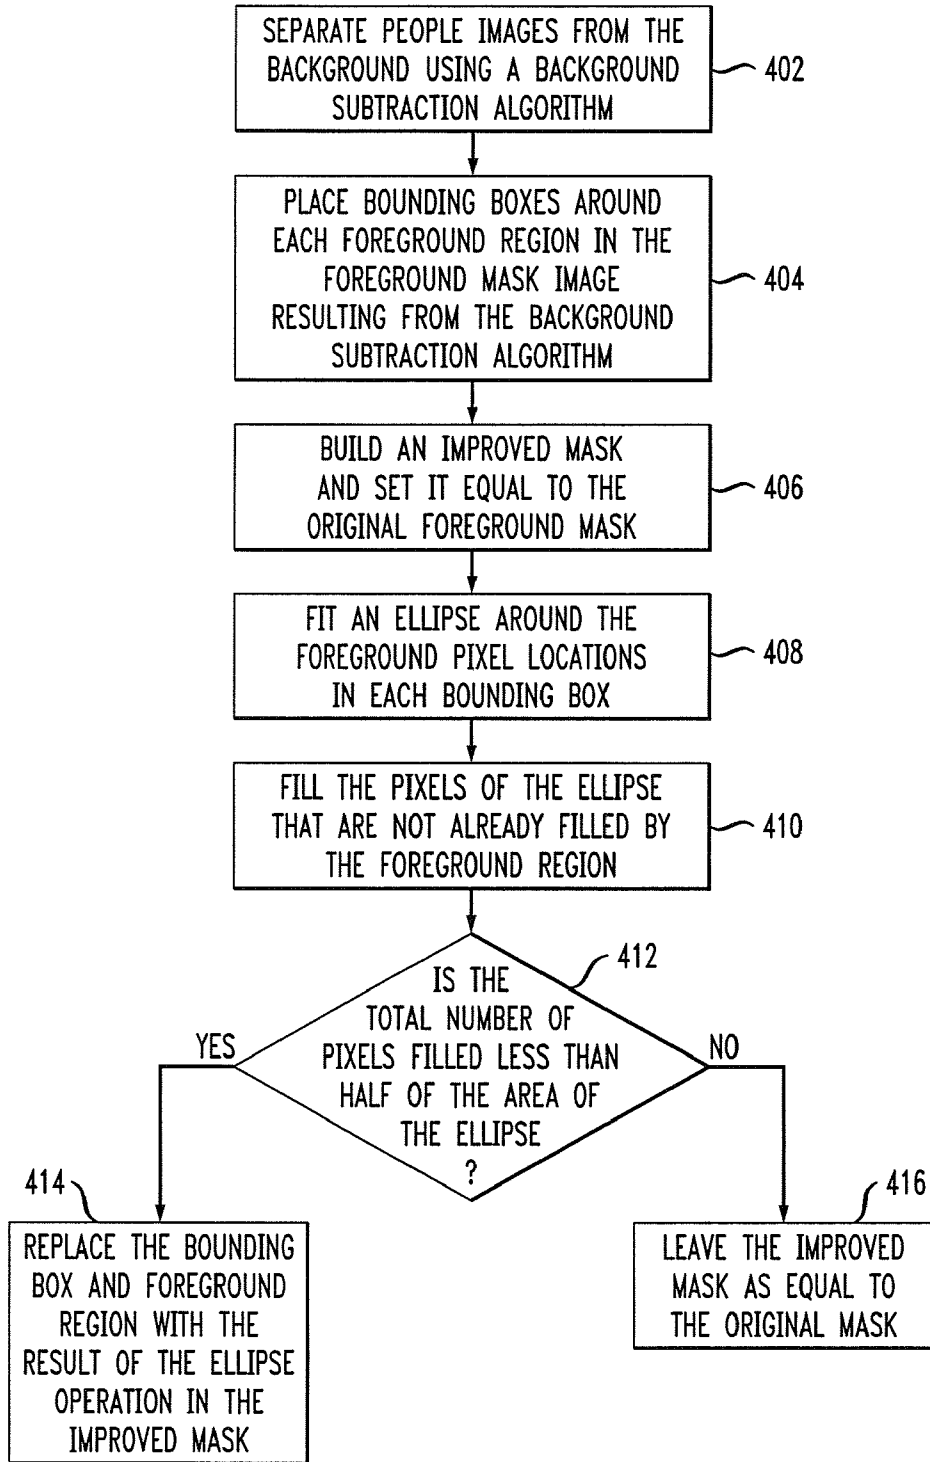 SEPARATE PEOPLE IMAGES FROM THE
BACKGROUND USING A BACKGROUND
SUBTRACTION ALGORITHM
402
PLACE BOUNDING BOXES AROUND
EACH FOREGROUND REGION IN THE
FOREGROUND MASK IMAGE
RESULTING FROM THE BACKGROUND
SUBTRACTION ALGORITHM
404
BUILD AN IMPROVED MASK
AND SET IT EQUAL TO THE
ORIGINAL FOREGROUND MASK
406
FIT AN ELLIPSE AROUND THE
FOREGROUND PIXEL LOCATIONS
IN EACH BOUNDING BOX
408
FILL THE PIXELS OF THE ELLIPSE
THAT ARE NOT ALREADY FILLED BY
THE FOREGROUND REGION
410
412
IS THE
TOTAL NUMBER OF
PIXELS FILLED LESS THAN
HALF OF THE AREA OF
THE ELLIPSE
?
YES
NO
414
REPLACE THE BOUNDING
BOX AND FOREGROUND
REGION WITH THE
RESULT OF THE ELLIPSE
OPERATION IN THE
IMPROVED MASK
416
LEAVE THE IMPROVED
MASK AS EQUAL TO
THE ORIGINAL MASK